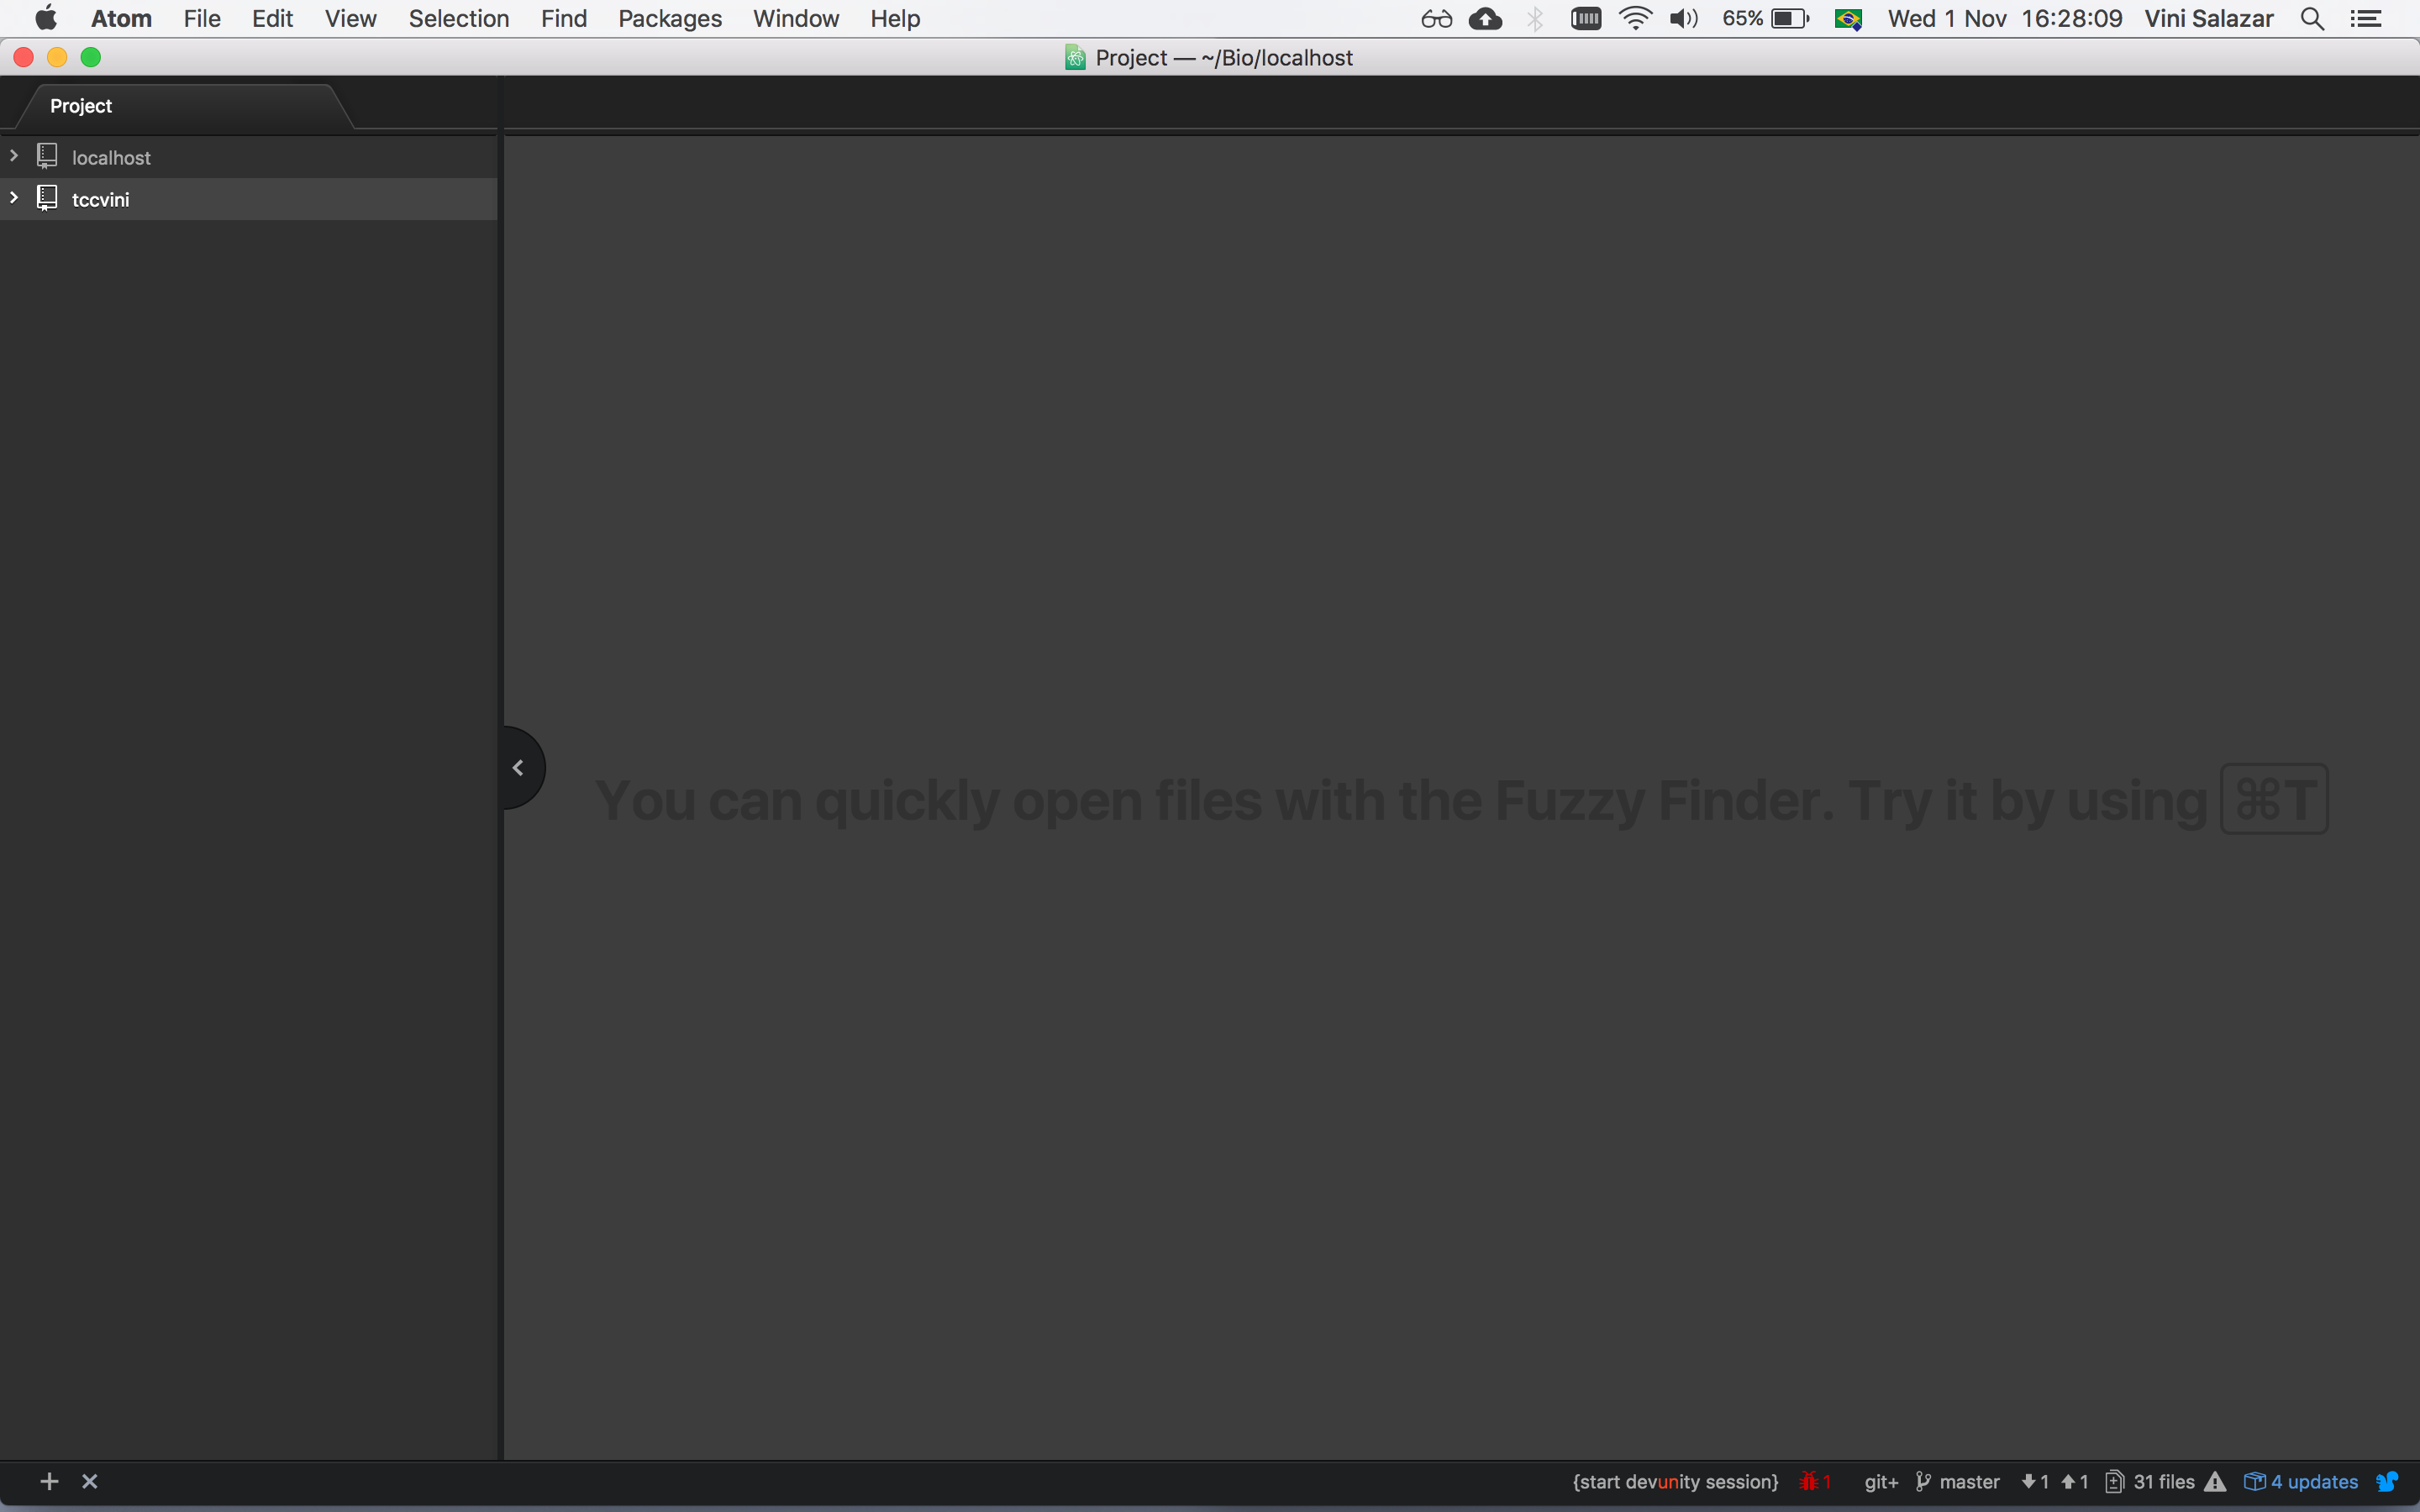 Atom File Edit View Selection Find Packages Window Help 65% Wed 1 Nov 16:28:09 Vini Salazar
Project — ~/Bio/localhost
Project
localhost
tccvini
You can quickly open files with the Fuzzy Finder. Try it by using ⌘T
{start devunity session} 1 git+ master 1 1 31 files 4 updates